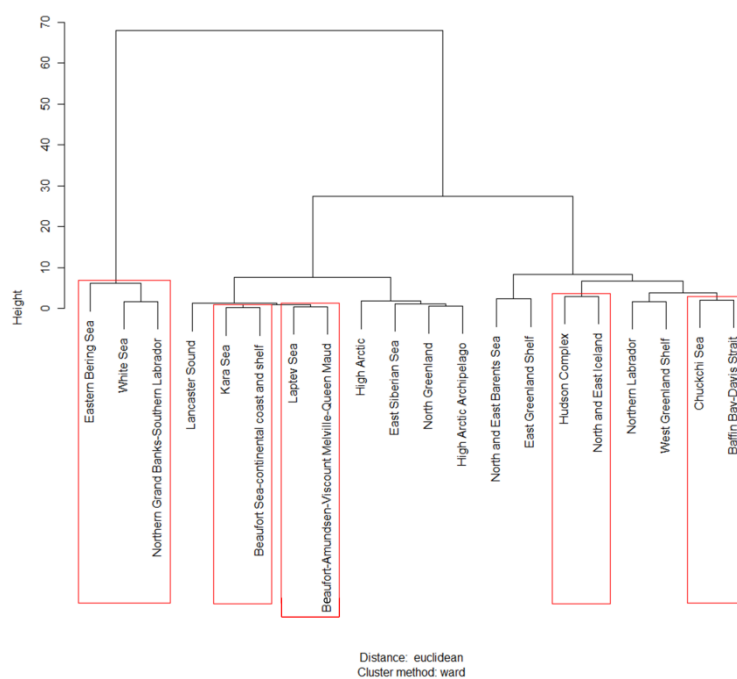 70
60
50
40
30
20
10
0
Height
Eastern Bering Sea
White Sea
Northern Grand Banks-Southern Labrador
Lancaster Sound
Kara Sea
Beaufort Sea-continental coast and shelf
Laptev Sea
Beaufort-Amundsen-Viscount Melville-Queen Maud
High Arctic
East Siberian Sea
North Greenland
High Arctic Archipelago
North and East Barents Sea
East Greenland Shelf
Hudson Complex
North and East Iceland
Northern Labrador
West Greenland Shelf
Chuckchi Sea
Baffin Bay-Davis Strait
Distance: euclidean
Cluster method: ward